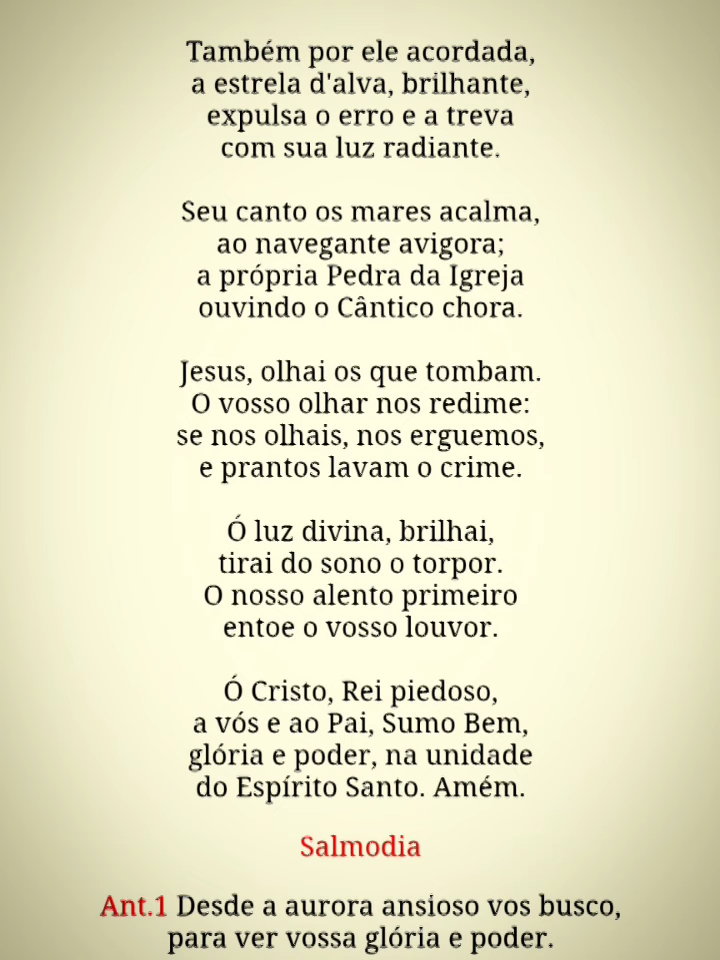 Também por ele acordada,
a estrela d'alva, brilhante,
expulsa o erro e a treva
com sua luz radiante.
Seu canto os mares acalma,
ao navegante avigora;
a própria Pedra da Igreja
ouvindo o Cântico chora.
Jesus, olhai os que tombam.
O vosso olhar nos redime:
se nos olhais, nos erguemos,
e prantos lavam o crime.
Ó luz divina, brilhai,
tirai do sono o torpor.
O nosso alento primeiro
entoe o vosso louvor.
Ó Cristo, Rei piedoso,
a vós e ao Pai, Sumo Bem,
glória e poder, na unidade
do Espírito Santo. Amém.
Salmodia
Ant.1 Desde a aurora ansioso vos busco,
para ver vossa glória e poder.